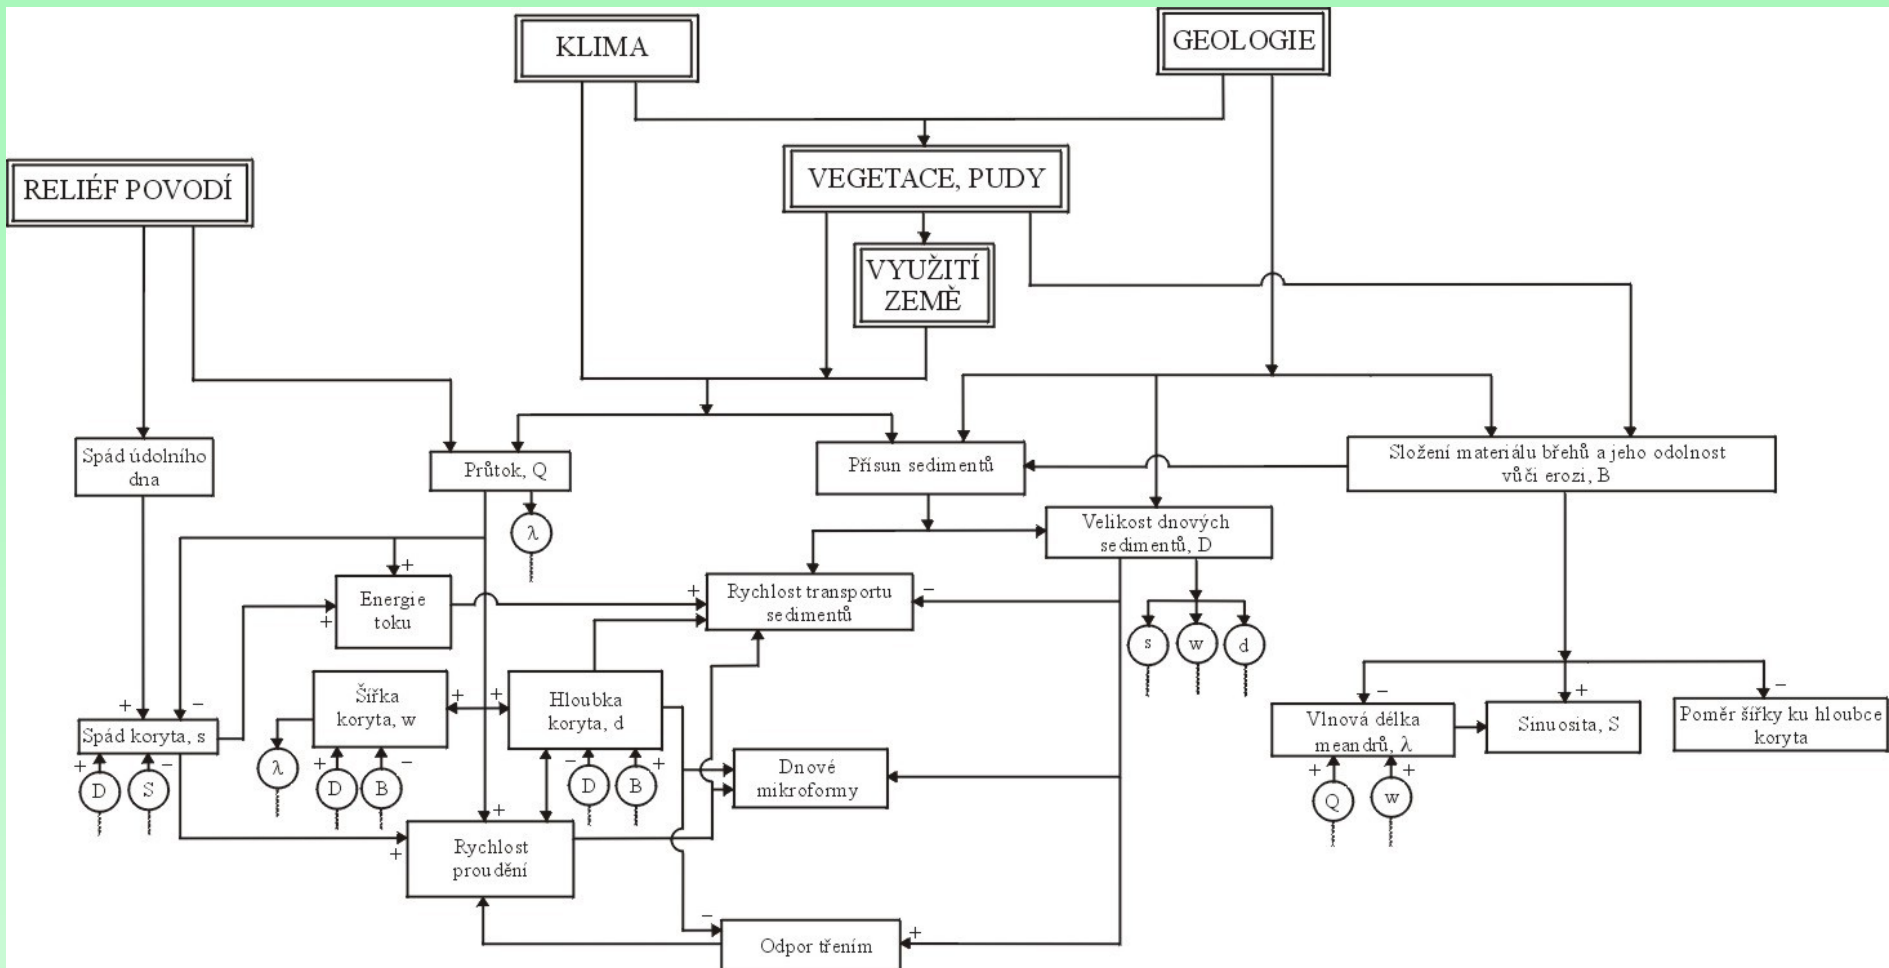 KLIMA
GEOLOGIE
RELIÉF POVODÍ
VEGETACE, PUDY
VYUŽITÍ
ZEMĚ
Spád údolního
dna
Průtok, Q
Přísun sedimentů
Složení materiálu břehů a jeho odolnost
vůči erozi, B
λ
Velikost dnových
sedimentů, D
+
Energie
toku
+
+
Rychlost transportu
sedimentů
-
s
w
d
Šířka
koryta, w
+
+
Hloubka
koryta, d
+
-
Spád koryta, s
-
+
-
Vlnová délka
meandrů, λ
Sinuosita, S
Poměr šířky ku hloubce
koryta
λ
+
D
-
S
+
D
-
B
-
D
+
B
Dnové
mikroformy
+
Q
+
w
+
+
Rychlost
proudění
-
+
Odpor třením